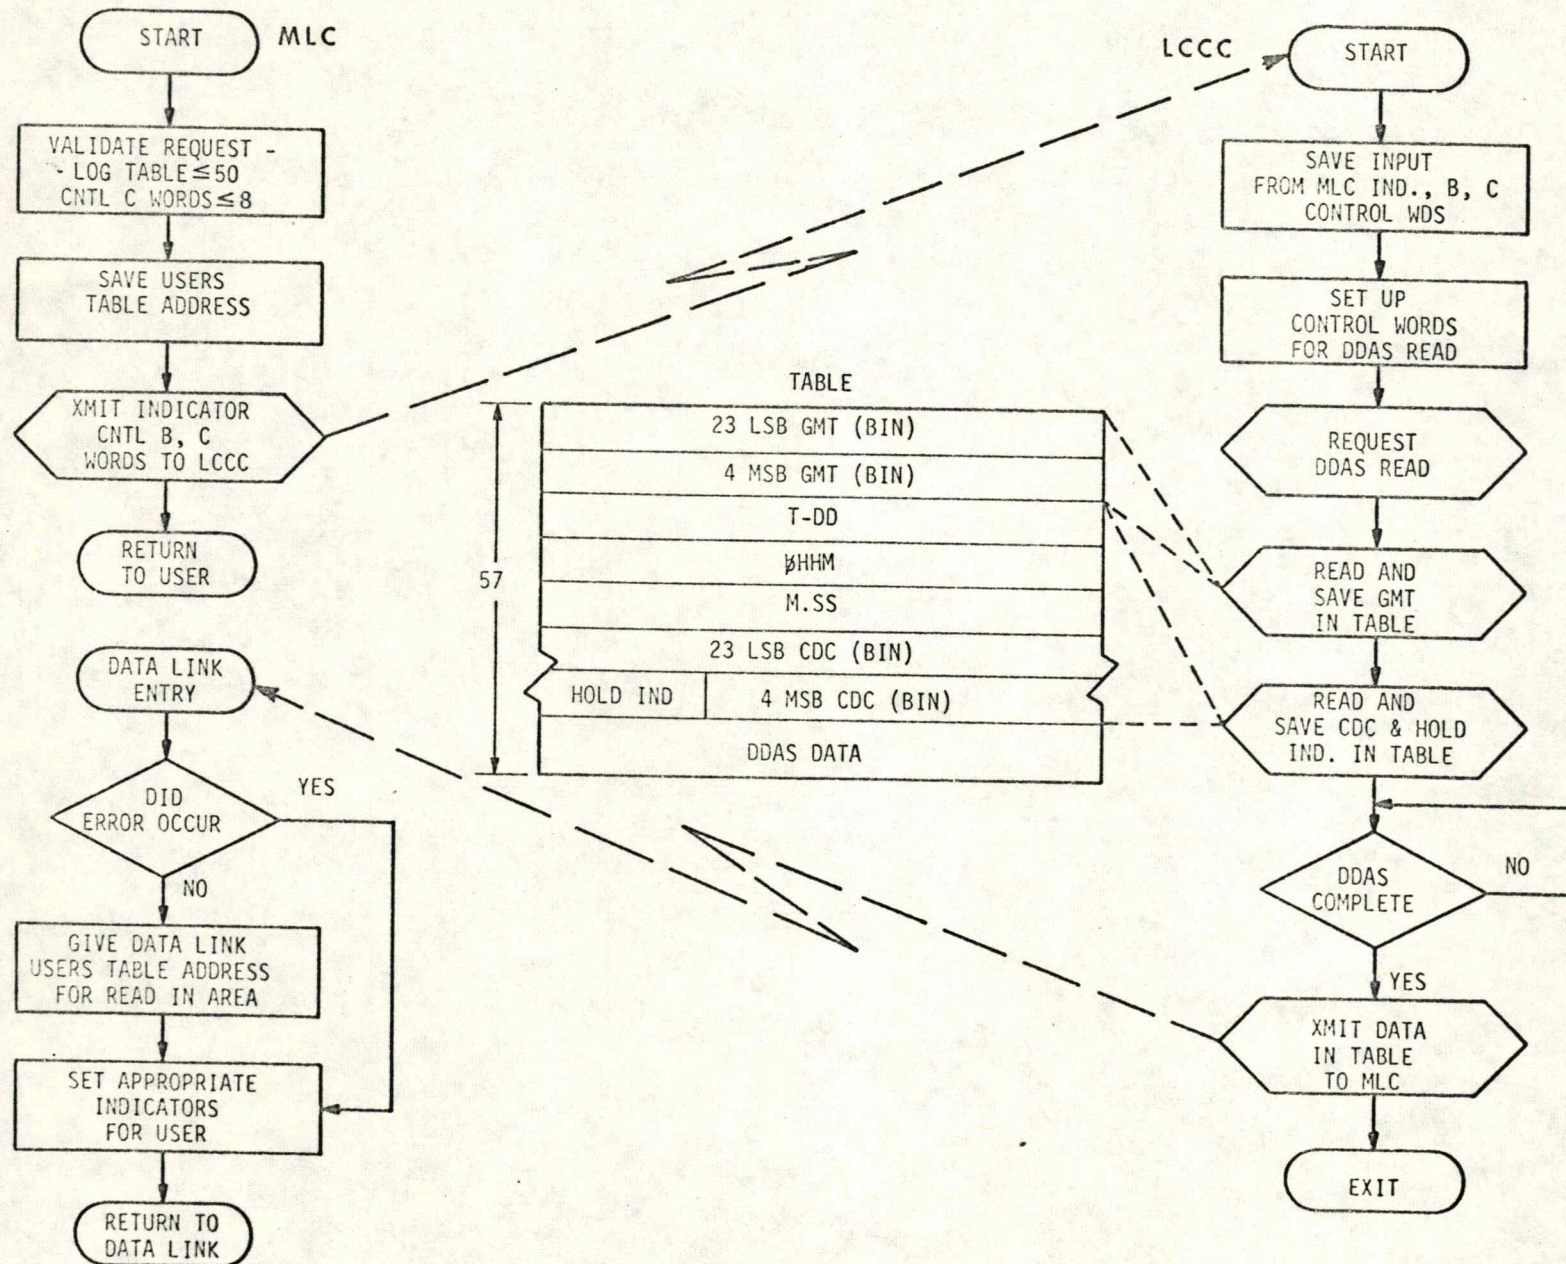 START
MLC
VALIDATE REQUEST -
- LOG TABLE≤50
CNTL C WORDS≤8
SAVE USERS
TABLE ADDRESS
XMIT INDICATOR
CNTL B, C
WORDS TO LCCC
RETURN
TO USER
DATA LINK
ENTRY
DID
ERROR OCCUR
YES
NO
GIVE DATA LINK
USERS TABLE ADDRESS
FOR READ IN AREA
SET APPROPRIATE
INDICATORS
FOR USER
RETURN TO
DATA LINK
TABLE
57
23 LSB GMT (BIN)
4 MSB GMT (BIN)
T-DD
ɃHHM
M.SS
23 LSB CDC (BIN)
HOLD IND
4 MSB CDC (BIN)
DDAS DATA
LCCC
START
SAVE INPUT
FROM MLC IND., B, C
CONTROL WDS
SET UP
CONTROL WORDS
FOR DDAS READ
REQUEST
DDAS READ
READ AND
SAVE GMT
IN TABLE
READ AND
SAVE CDC & HOLD
IND. IN TABLE
DDAS
COMPLETE
NO
YES
XMIT DATA
IN TABLE
TO MLC
EXIT